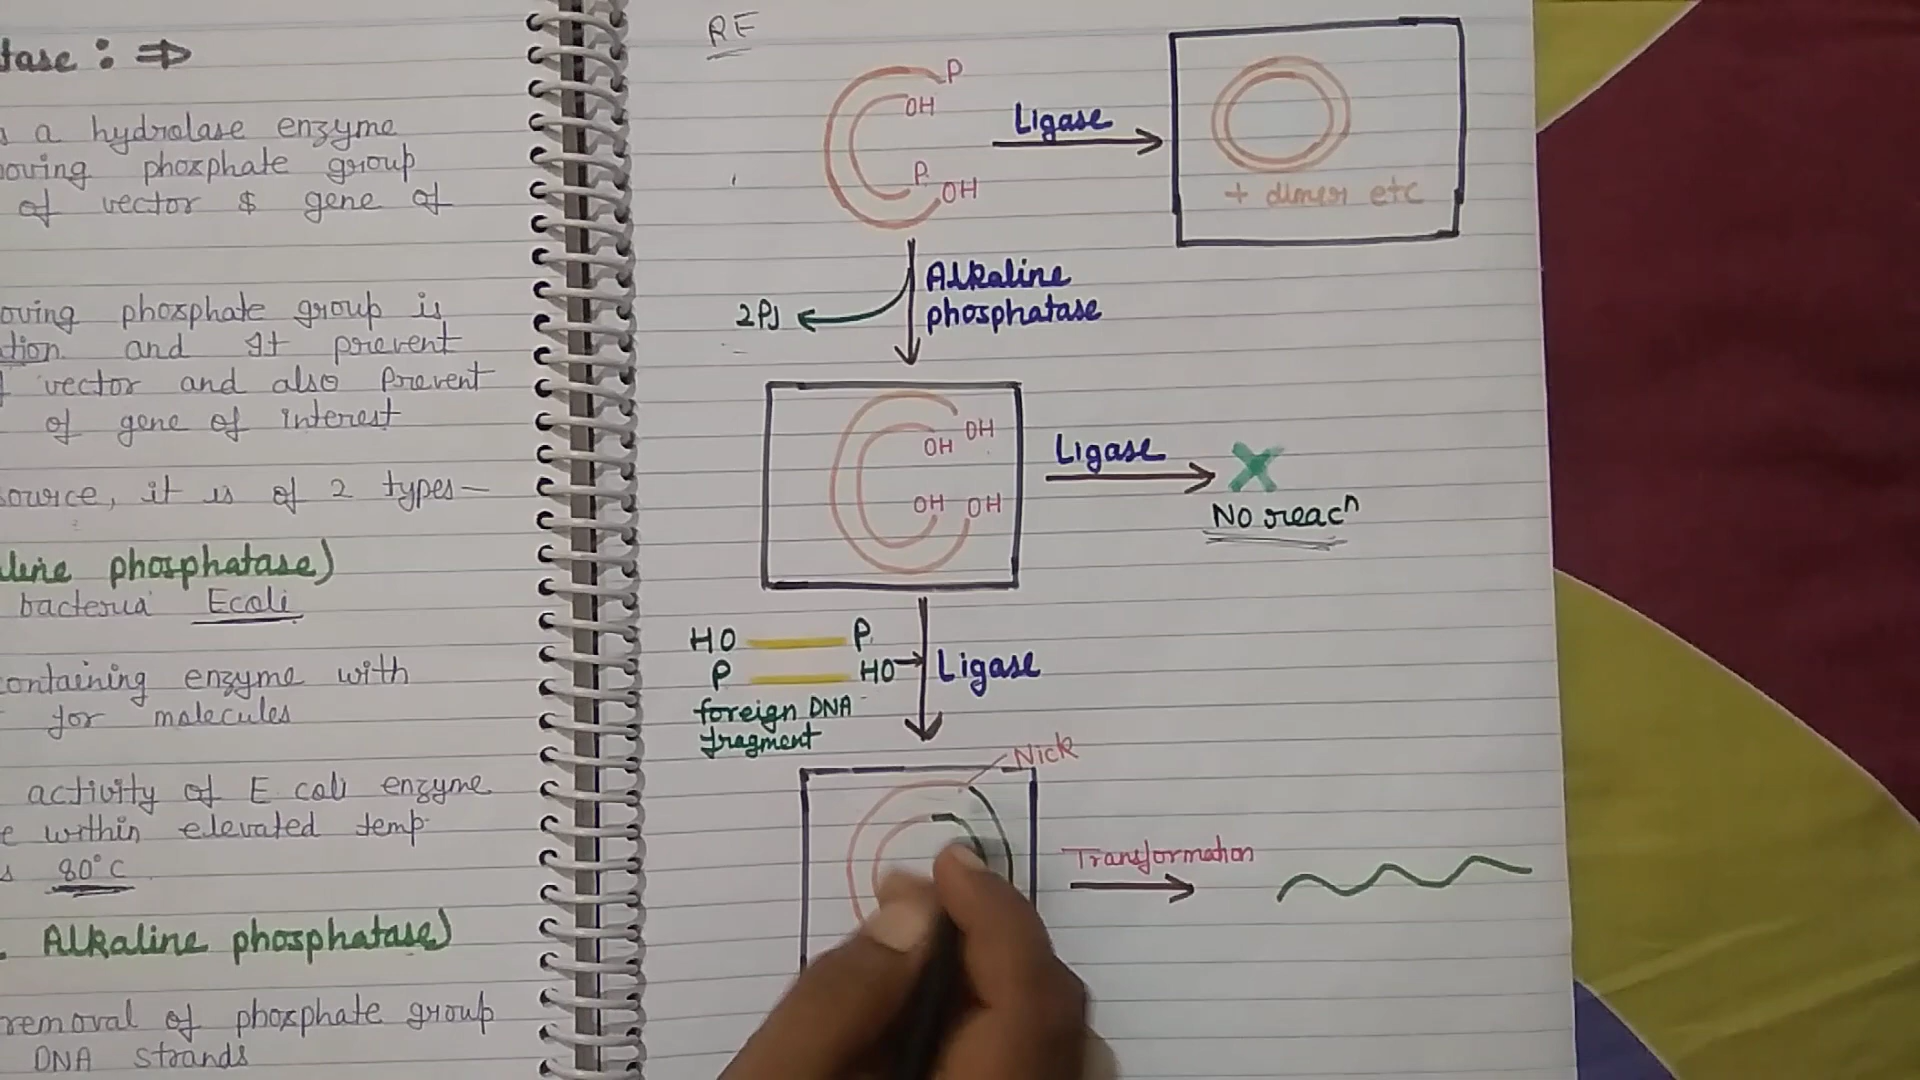 tase : ⇒
a hydrolase enzyme
oving phosphate group
of vector $ gene of
oving phosphate group is
tion and It prevent
vector and also Prevent
of gene of interest
source, it is of 2 types—
line phosphatase)
bacteria Ecoli
containing enzyme with
for molecules
activity of E coli enzyme
within elevated temp.
80°C
Alkaline phosphatase)
removal of phosphate group
DNA strands
RE
P
OH
P
OH
Ligase
+ dimer etc
Alkaline
phosphatase
2Pi
OH
OH
OH OH
Ligase
X
No reacn
HO P
P HO
Ligase
foreign DNA
fragment
Nick
Transformation